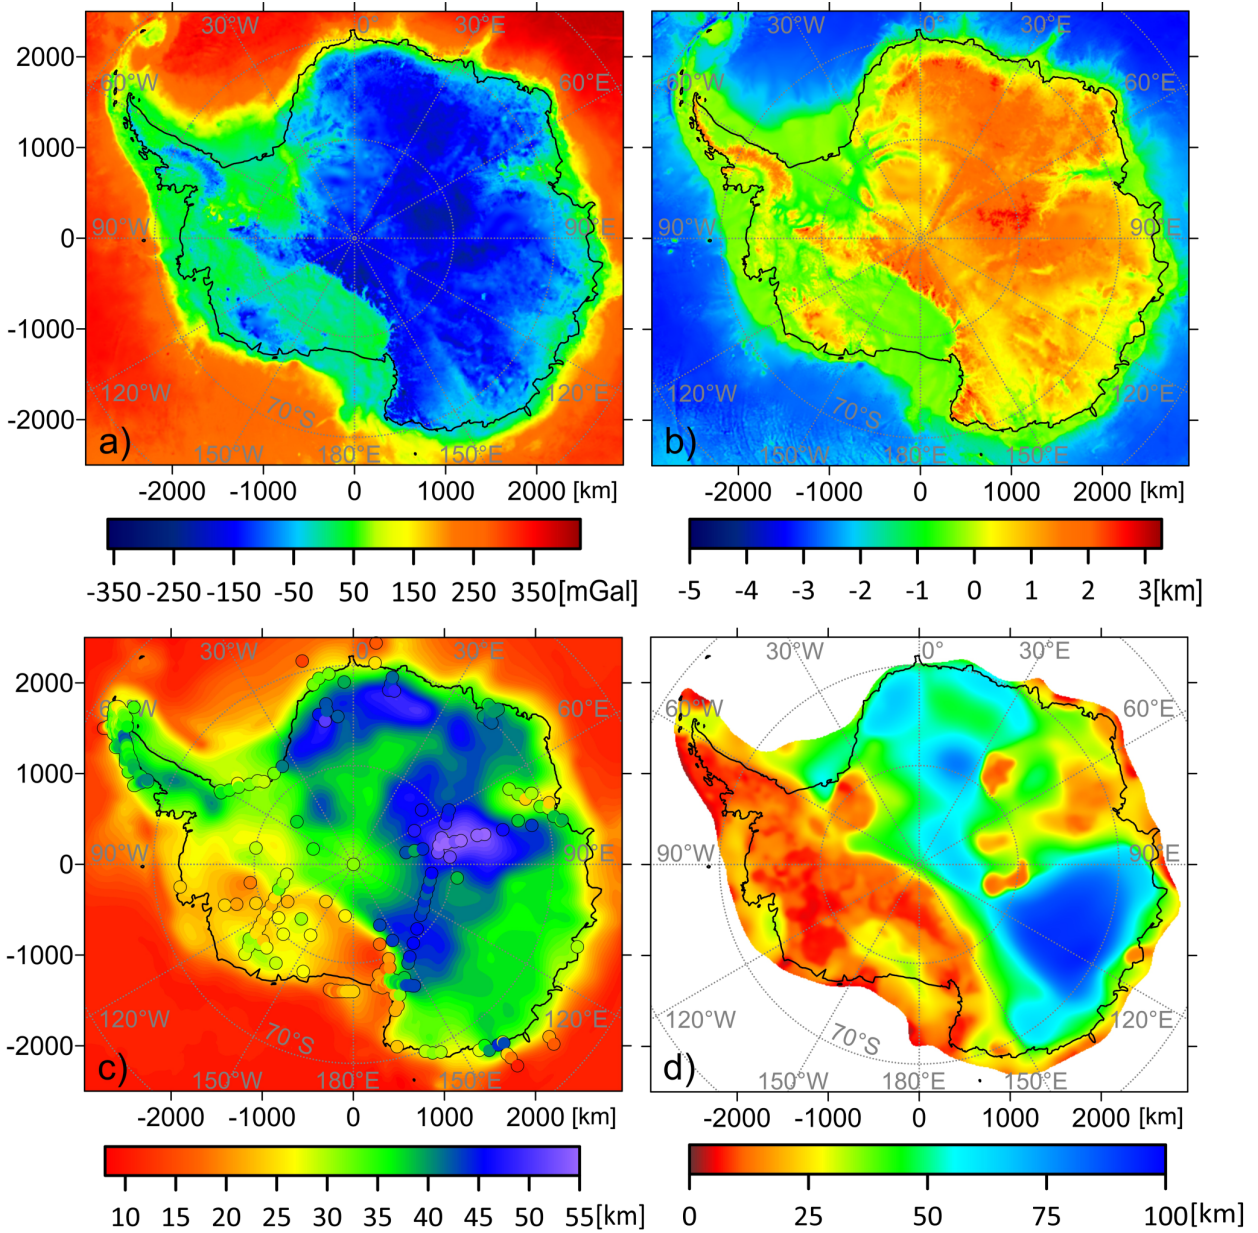 30°W 0° 30°E
2000
60°W 60°E
1000
90°W 90°E
0
-1000
120°W 120°E
-2000
70°S
a) 150°W 180°E 150°E
-2000 -1000 0 1000 2000 [km]
-350 -250 -150 -50 50 150 250 350 [mGal]
30°W 0° 30°E
60°W 60°E
90°W 90°E
120°W 120°E
70°S
b) 150°W 180°E 150°E
-2000 -1000 0 1000 2000 [km]
-5 -4 -3 -2 -1 0 1 2 3 [km]
30°W 0° 30°E
2000
60°W 60°E
1000
90°W 90°E
0
-1000
120°W 120°E
-2000
70°S
c) 150°W 180°E 150°E
-2000 -1000 0 1000 2000 [km]
10 15 20 25 30 35 40 45 50 55 [km]
30°W 0° 30°E
60°W 60°E
90°W 90°E
120°W 120°E
70°S
d) 150°W 180°E 150°E
-2000 -1000 0 1000 2000 [km]
0 25 50 75 100 [km]